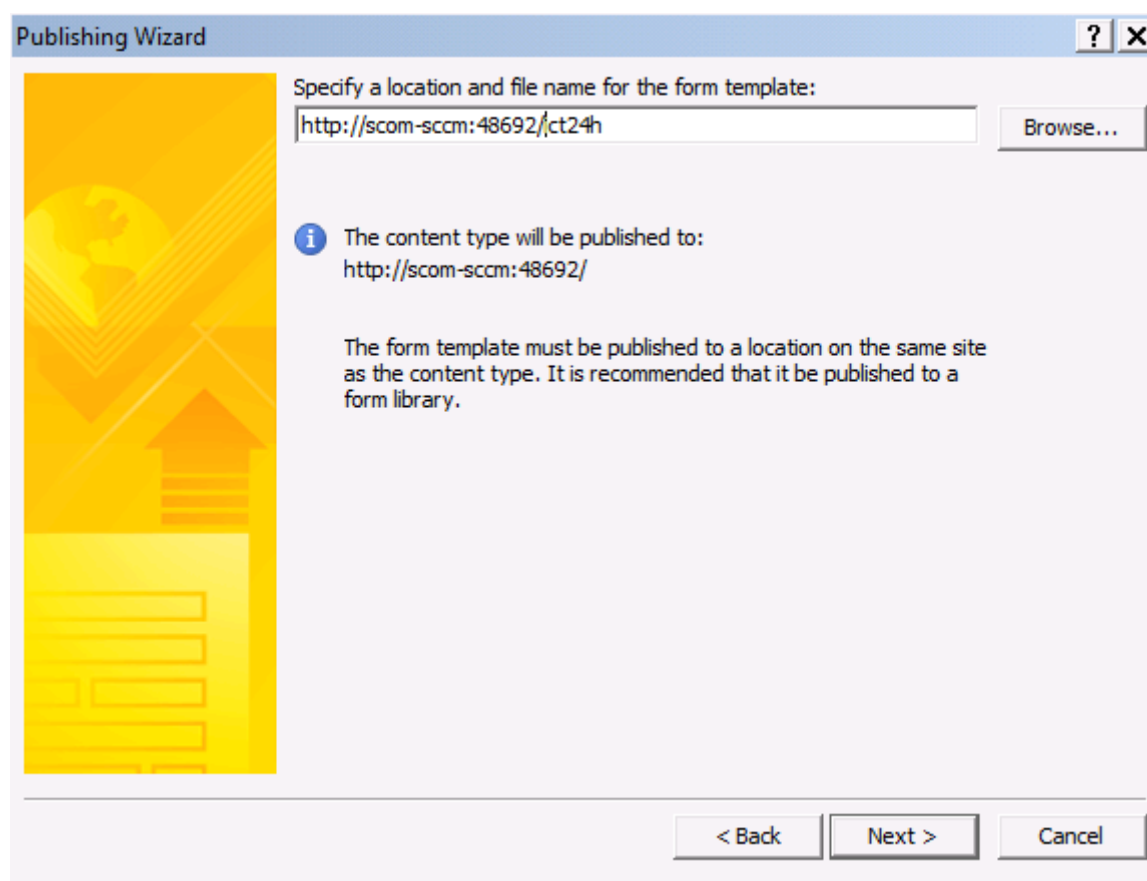 Publishing Wizard
Specify a location and file name for the form template:
http://scom-sccm:48692/ct24h
Browse...
The content type will be published to:
http://scom-sccm:48692/
The form template must be published to a location on the same site
as the content type. It is recommended that it be published to a
form library.
< Back
Next >
Cancel